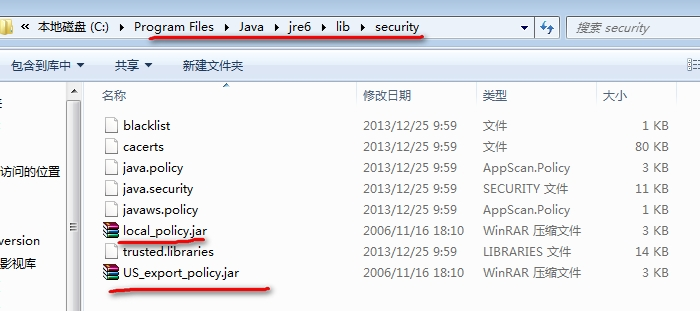 本地磁盘 (C:) Program Files Java jre6 lib security 搜索 security
包含到库中 共享 新建文件夹
名称 修改日期 类型 大小
blacklist 2013/12/25 9:59 文件 1 KB
cacerts 2013/12/25 9:59 文件 80 KB
访问的位置 java.policy 2013/12/25 9:59 AppScan.Policy 3 KB
java.security 2013/12/25 9:59 SECURITY 文件 11 KB
javaws.policy 2013/12/25 9:59 AppScan.Policy 1 KB
local_policy.jar 2006/11/16 18:10 WinRAR 压缩文件 3 KB
version trusted.libraries 2013/12/25 9:59 LIBRARIES 文件 14 KB
影视库 US_export_policy.jar 2006/11/16 18:10 WinRAR 压缩文件 3 KB